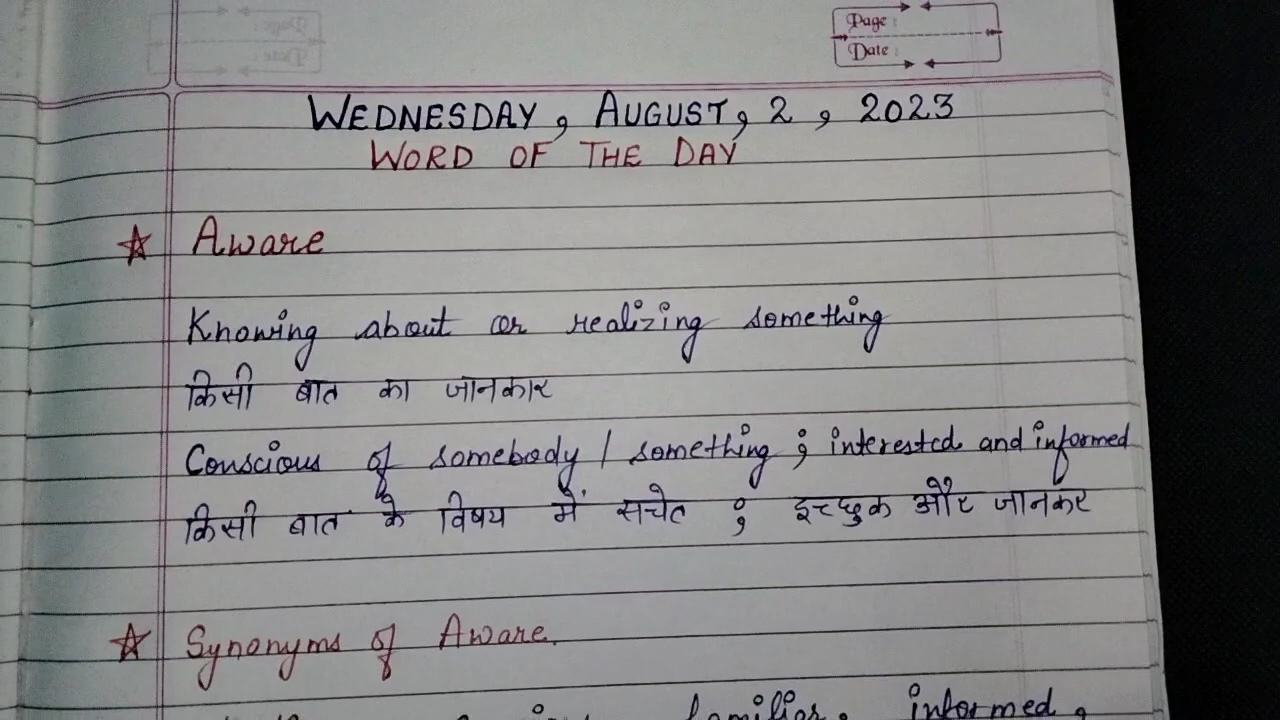 Page :
Date :
WEDNESDAY, AUGUST, 2, 2023
WORD OF THE DAY
☆ Aware
Knowing about or realizing something
किसी बात का जानकार
Conscious of somebody / something ; interested and informed
किसी बात के विषय में सचेत ; इच्छुक और जानकर
☆ Synonyms of Aware.
familiar, informed,